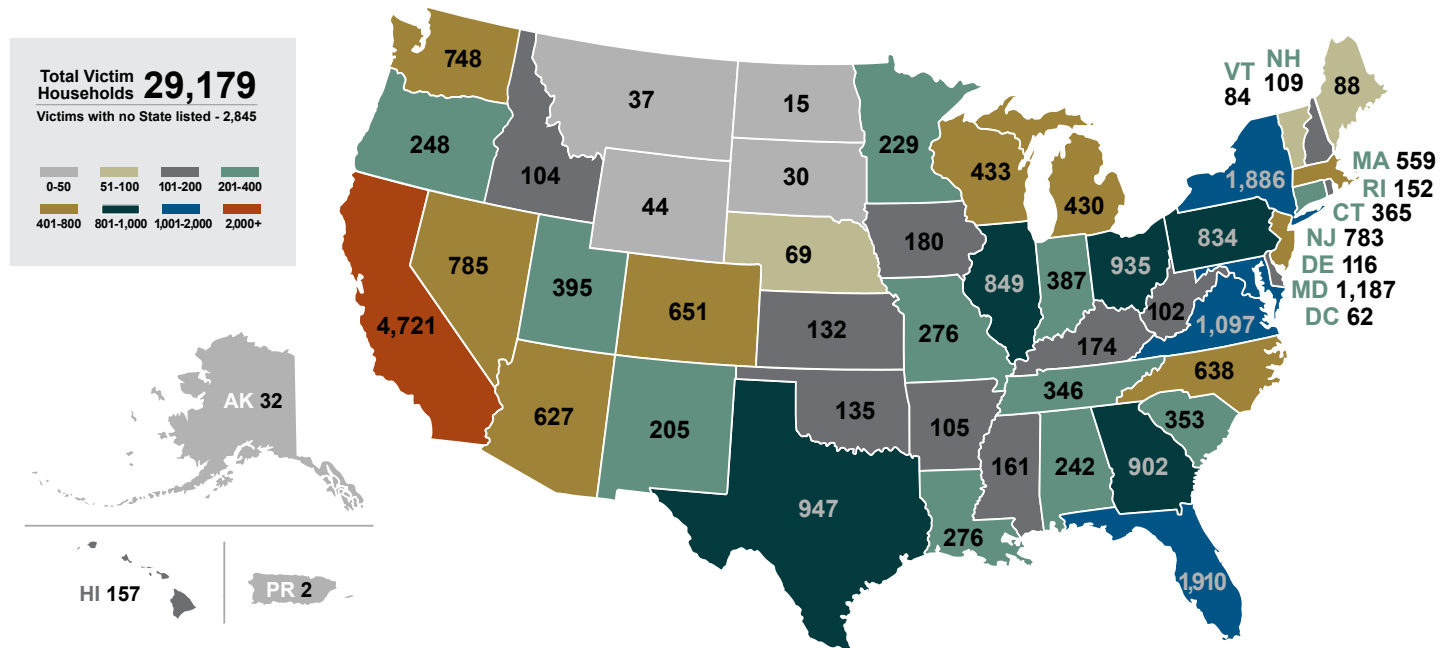 Total Victim
Households 29,179
Victims with no State listed - 2,845
0-50 51-100 101-200 201-400
401-800 801-1,000 1,001-2,000 2,000+
748
37
15
229
248
104
44
30
433
430
VT
84
NH
109
88
1,886
MA 559
RI 152
CT 365
NJ 783
DE 116
MD 1,187
DC 62
785
395
651
69
180
849
387
935
834
4,721
132
276
174
102
1,097
627
205
135
105
346
638
353
947
276
161
242
902
1,910
AK 32
HI 157
PR 2